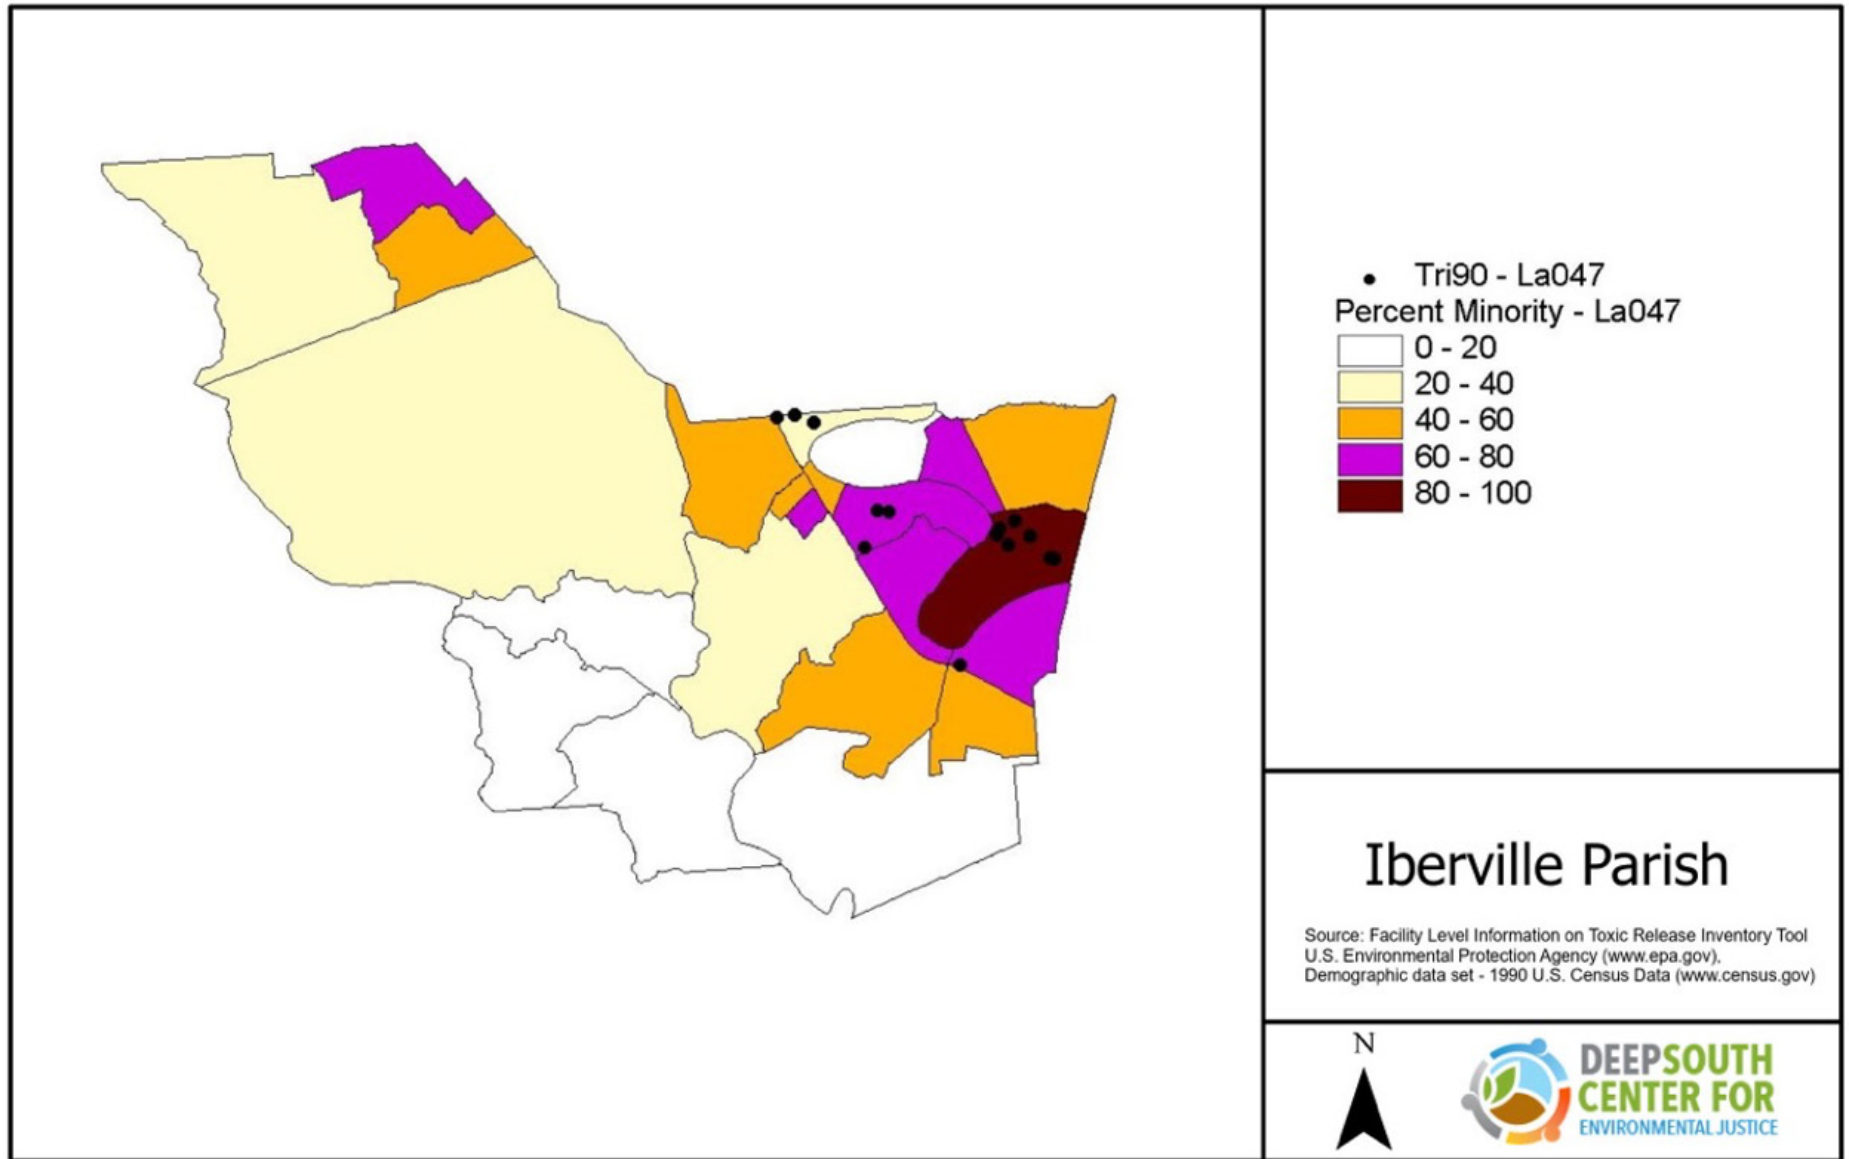 Tri90 - La047
Percent Minority - La047
0 - 20
20 - 40
40 - 60
60 - 80
80 - 100
Iberville Parish
Source: Facility Level Information on Toxic Release Inventory Tool
U.S. Environmental Protection Agency (www.epa.gov),
Demographic data set - 1990 U.S. Census Data (www.census.gov)
N
DEEPSOUTH
CENTER FOR
ENVIRONMENTAL JUSTICE